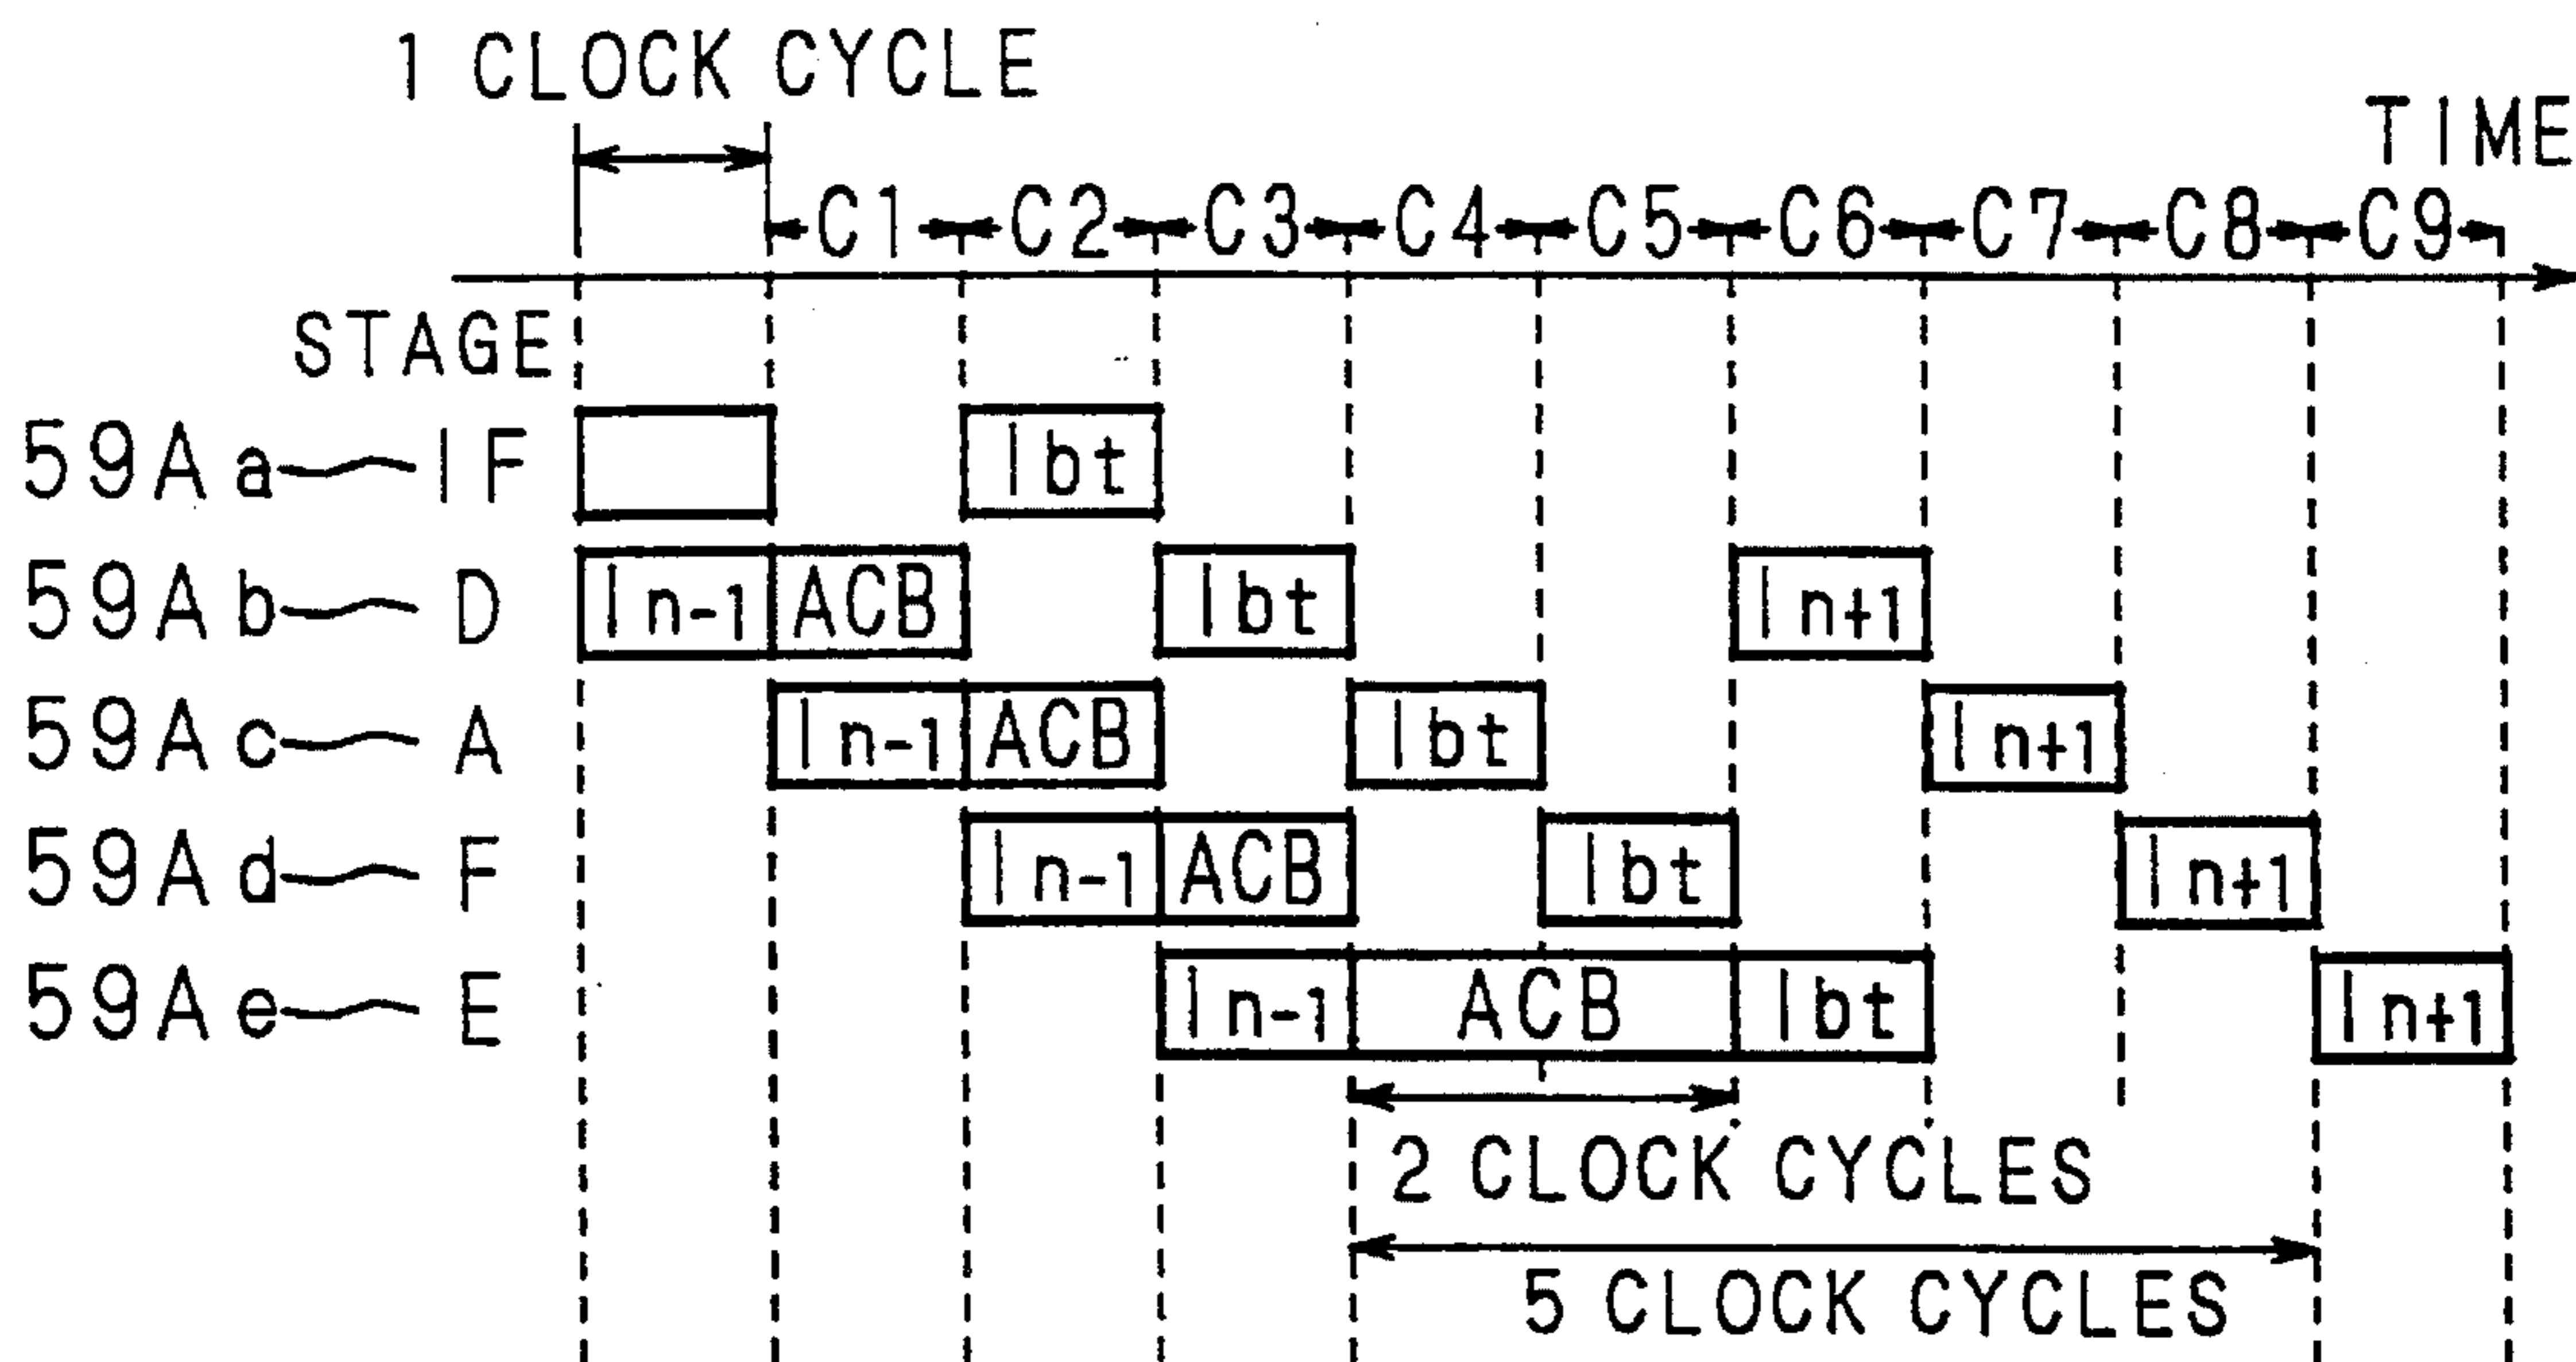 1 CLOCK CYCLE
TIME
C1 C2 C3 C4 C5 C6 C7 C8 C9
STAGE
59Aa IF Ibt
59Ab D In-1 ACB Ibt In+1
59Ac A In-1 ACB Ibt In+1
59Ad F In-1 ACB Ibt In+1
59Ae E In-1 ACB Ibt In+1
2 CLOCK CYCLES
5 CLOCK CYCLES